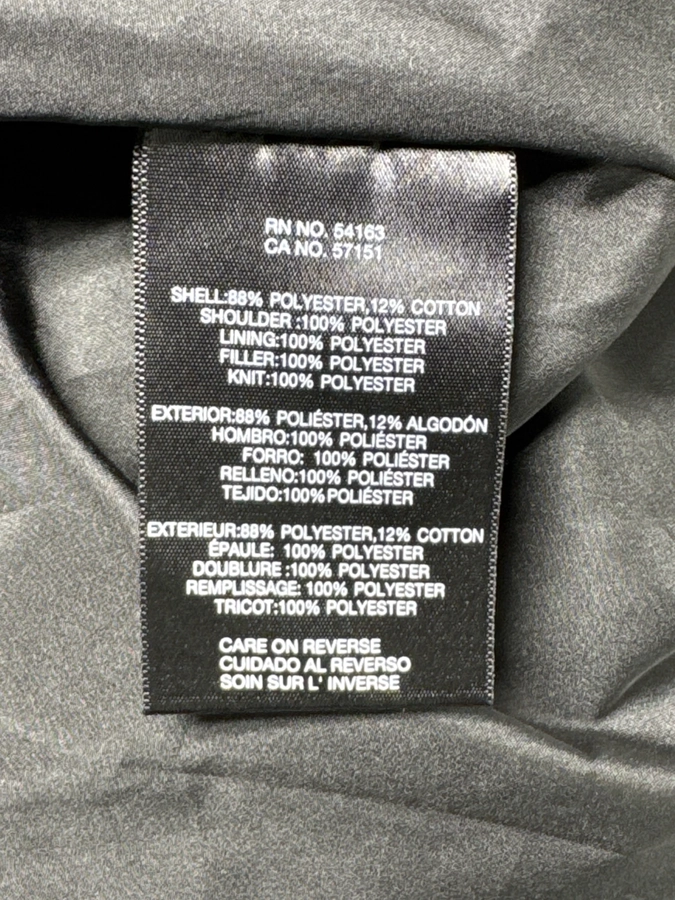 RN NO. 54163
CA NO. 57151
SHELL:88% POLYESTER,12% COTTON
SHOULDER :100% POLYESTER
LINING:100% POLYESTER
FILLER:100% POLYESTER
KNIT:100% POLYESTER
EXTERIOR:88% POLIÉSTER,12% ALGODÓN
HOMBRO:100% POLIÉSTER
FORRO: 100% POLIÉSTER
RELLENO:100% POLIÉSTER
TEJIDO:100% POLIÉSTER
EXTERIEUR:88% POLYESTER,12% COTTON
ÉPAULE: 100% POLYESTER
DOUBLURE :100% POLYESTER
REMPLISSAGE: 100% POLYESTER
TRICOT:100% POLYESTER
CARE ON REVERSE
CUIDADO AL REVERSO
SOIN SUR L' INVERSE